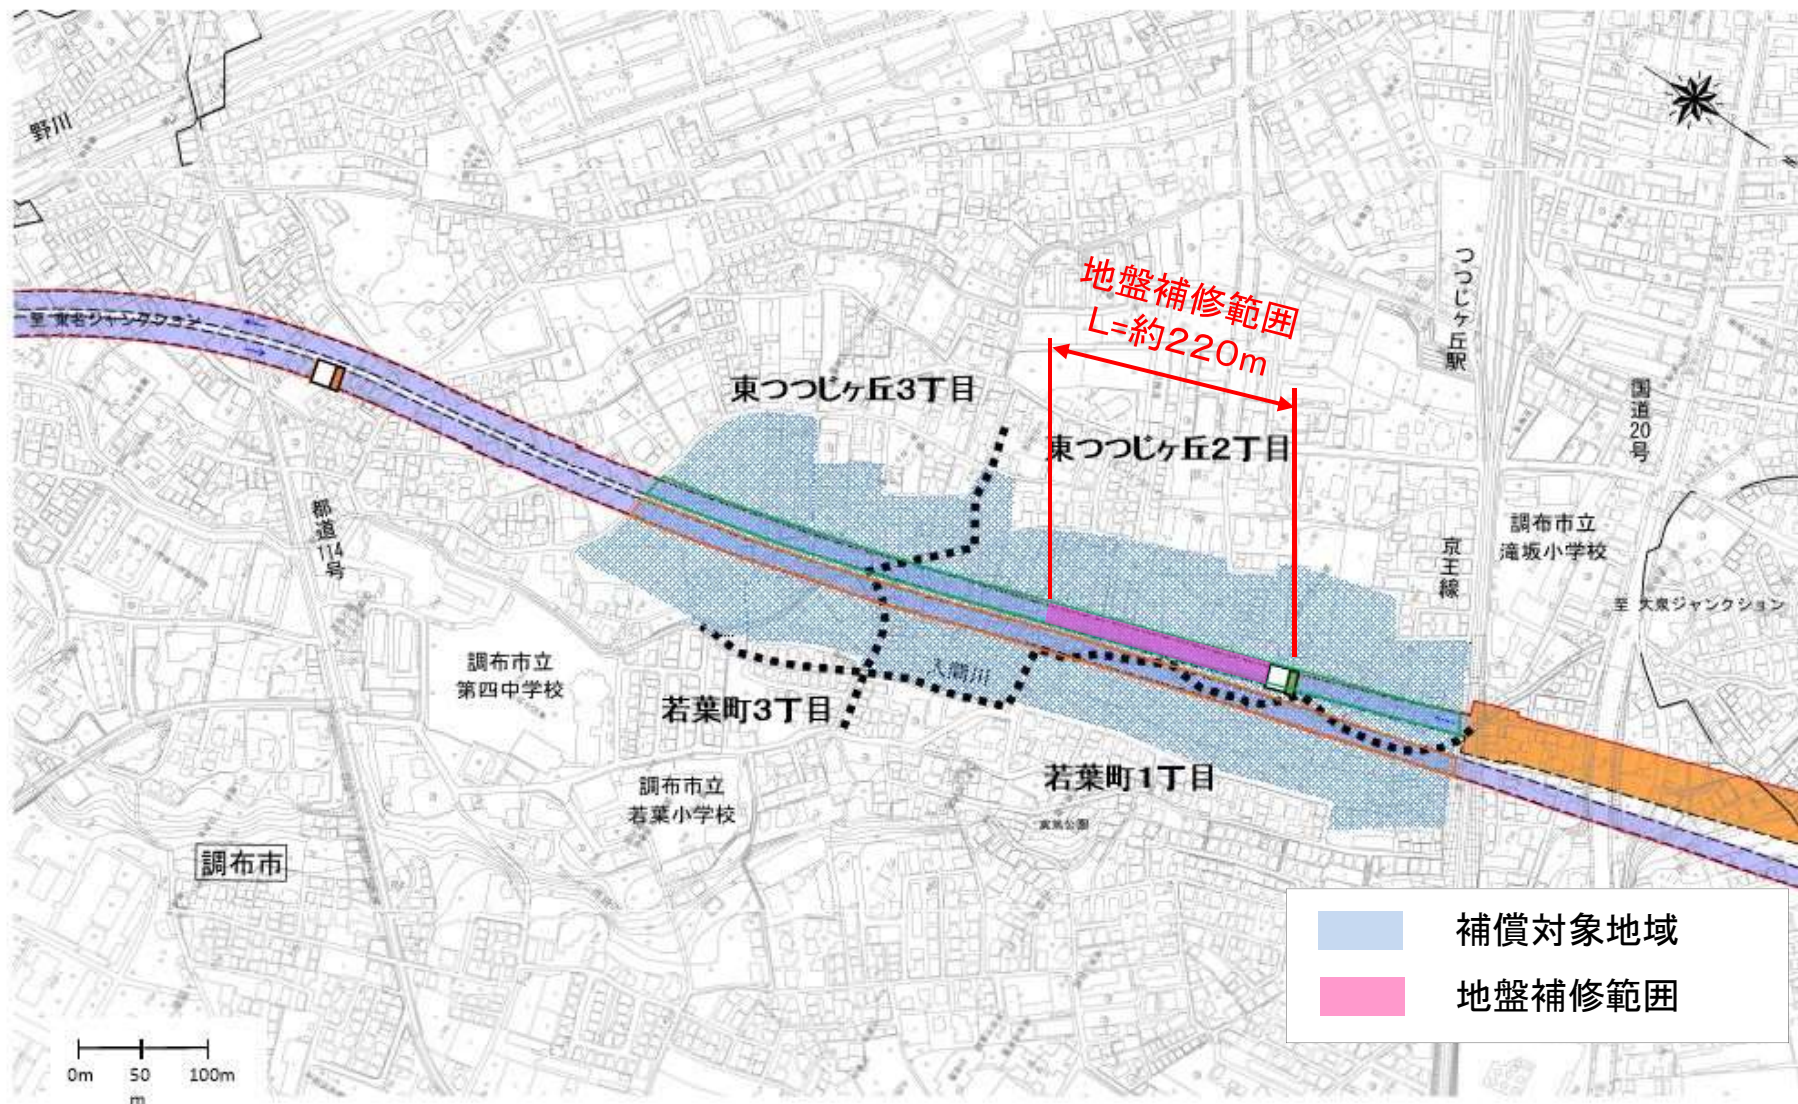 野川
至 東名ジャンクション
地盤補修範囲
L=約220m
つつじヶ丘駅
国道20号
東つつじヶ丘3丁目
東つつじヶ丘2丁目
都道114号
調布市立
滝坂小学校
京王線
至 大泉ジャンクション
調布市立
第四中学校
入間川
若葉町3丁目
若葉町1丁目
調布市立
若葉小学校
調布市
補償対象地域
地盤補修範囲
0m 50 100m
m